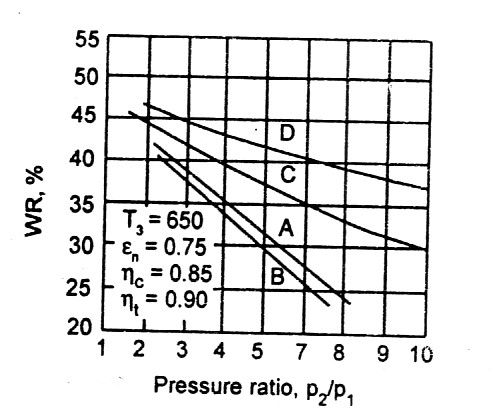 55
50
45
40
35
30
25
20
WR, %
D
C
A
B
T₃ = 650
εₙ = 0.75
η_C = 0.85
ηₜ = 0.90
1 2 3 4 5 6 7 8 9 10
Pressure ratio, p₂/p₁